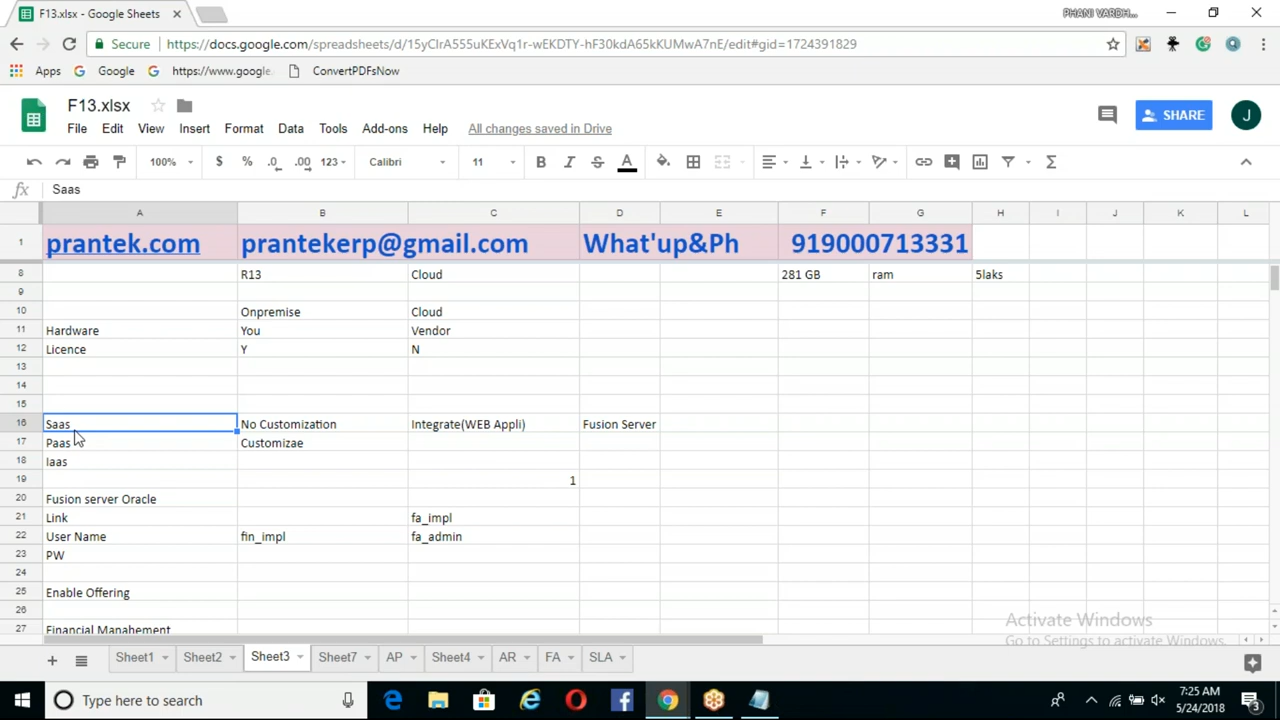 F13.xlsx - Google Sheets
PHANI VARDH...
Secure
https://docs.google.com/spreadsheets/d/15yClrA555uKExVq1r-wEKDTY-hF30kdA65kKUMwA7nE/edit#gid=1724391829
Apps Google https://www.google. ConvertPDFsNow
F13.xlsx
File Edit View Insert Format Data Tools Add-ons Help All changes saved in Drive
SHARE
J
100% $ % .0 .00 123 Calibri 11 B I S A
fx Saas
A B C D E F G H I J K L
1 prantek.com prantekerp@gmail.com What'up&Ph 919000713331
8 R13 Cloud 281 GB ram 5laks
9
10 Onpremise Cloud
11 Hardware You Vendor
12 Licence Y N
13
14
15
16 Saas No Customization Integrate(WEB Appli) Fusion Server
17 Paas Customizae
18 Iaas
19 1
20 Fusion server Oracle
21 Link fa_impl
22 User Name fin_impl fa_admin
23 PW
24
25 Enable Offering
26
27 Financial Manahement
Activate Windows
Go to Settings to activate Windows.
Sheet1 Sheet2 Sheet3 Sheet7 AP Sheet4 AR FA SLA
Type here to search
7:25 AM
5/24/2018
3